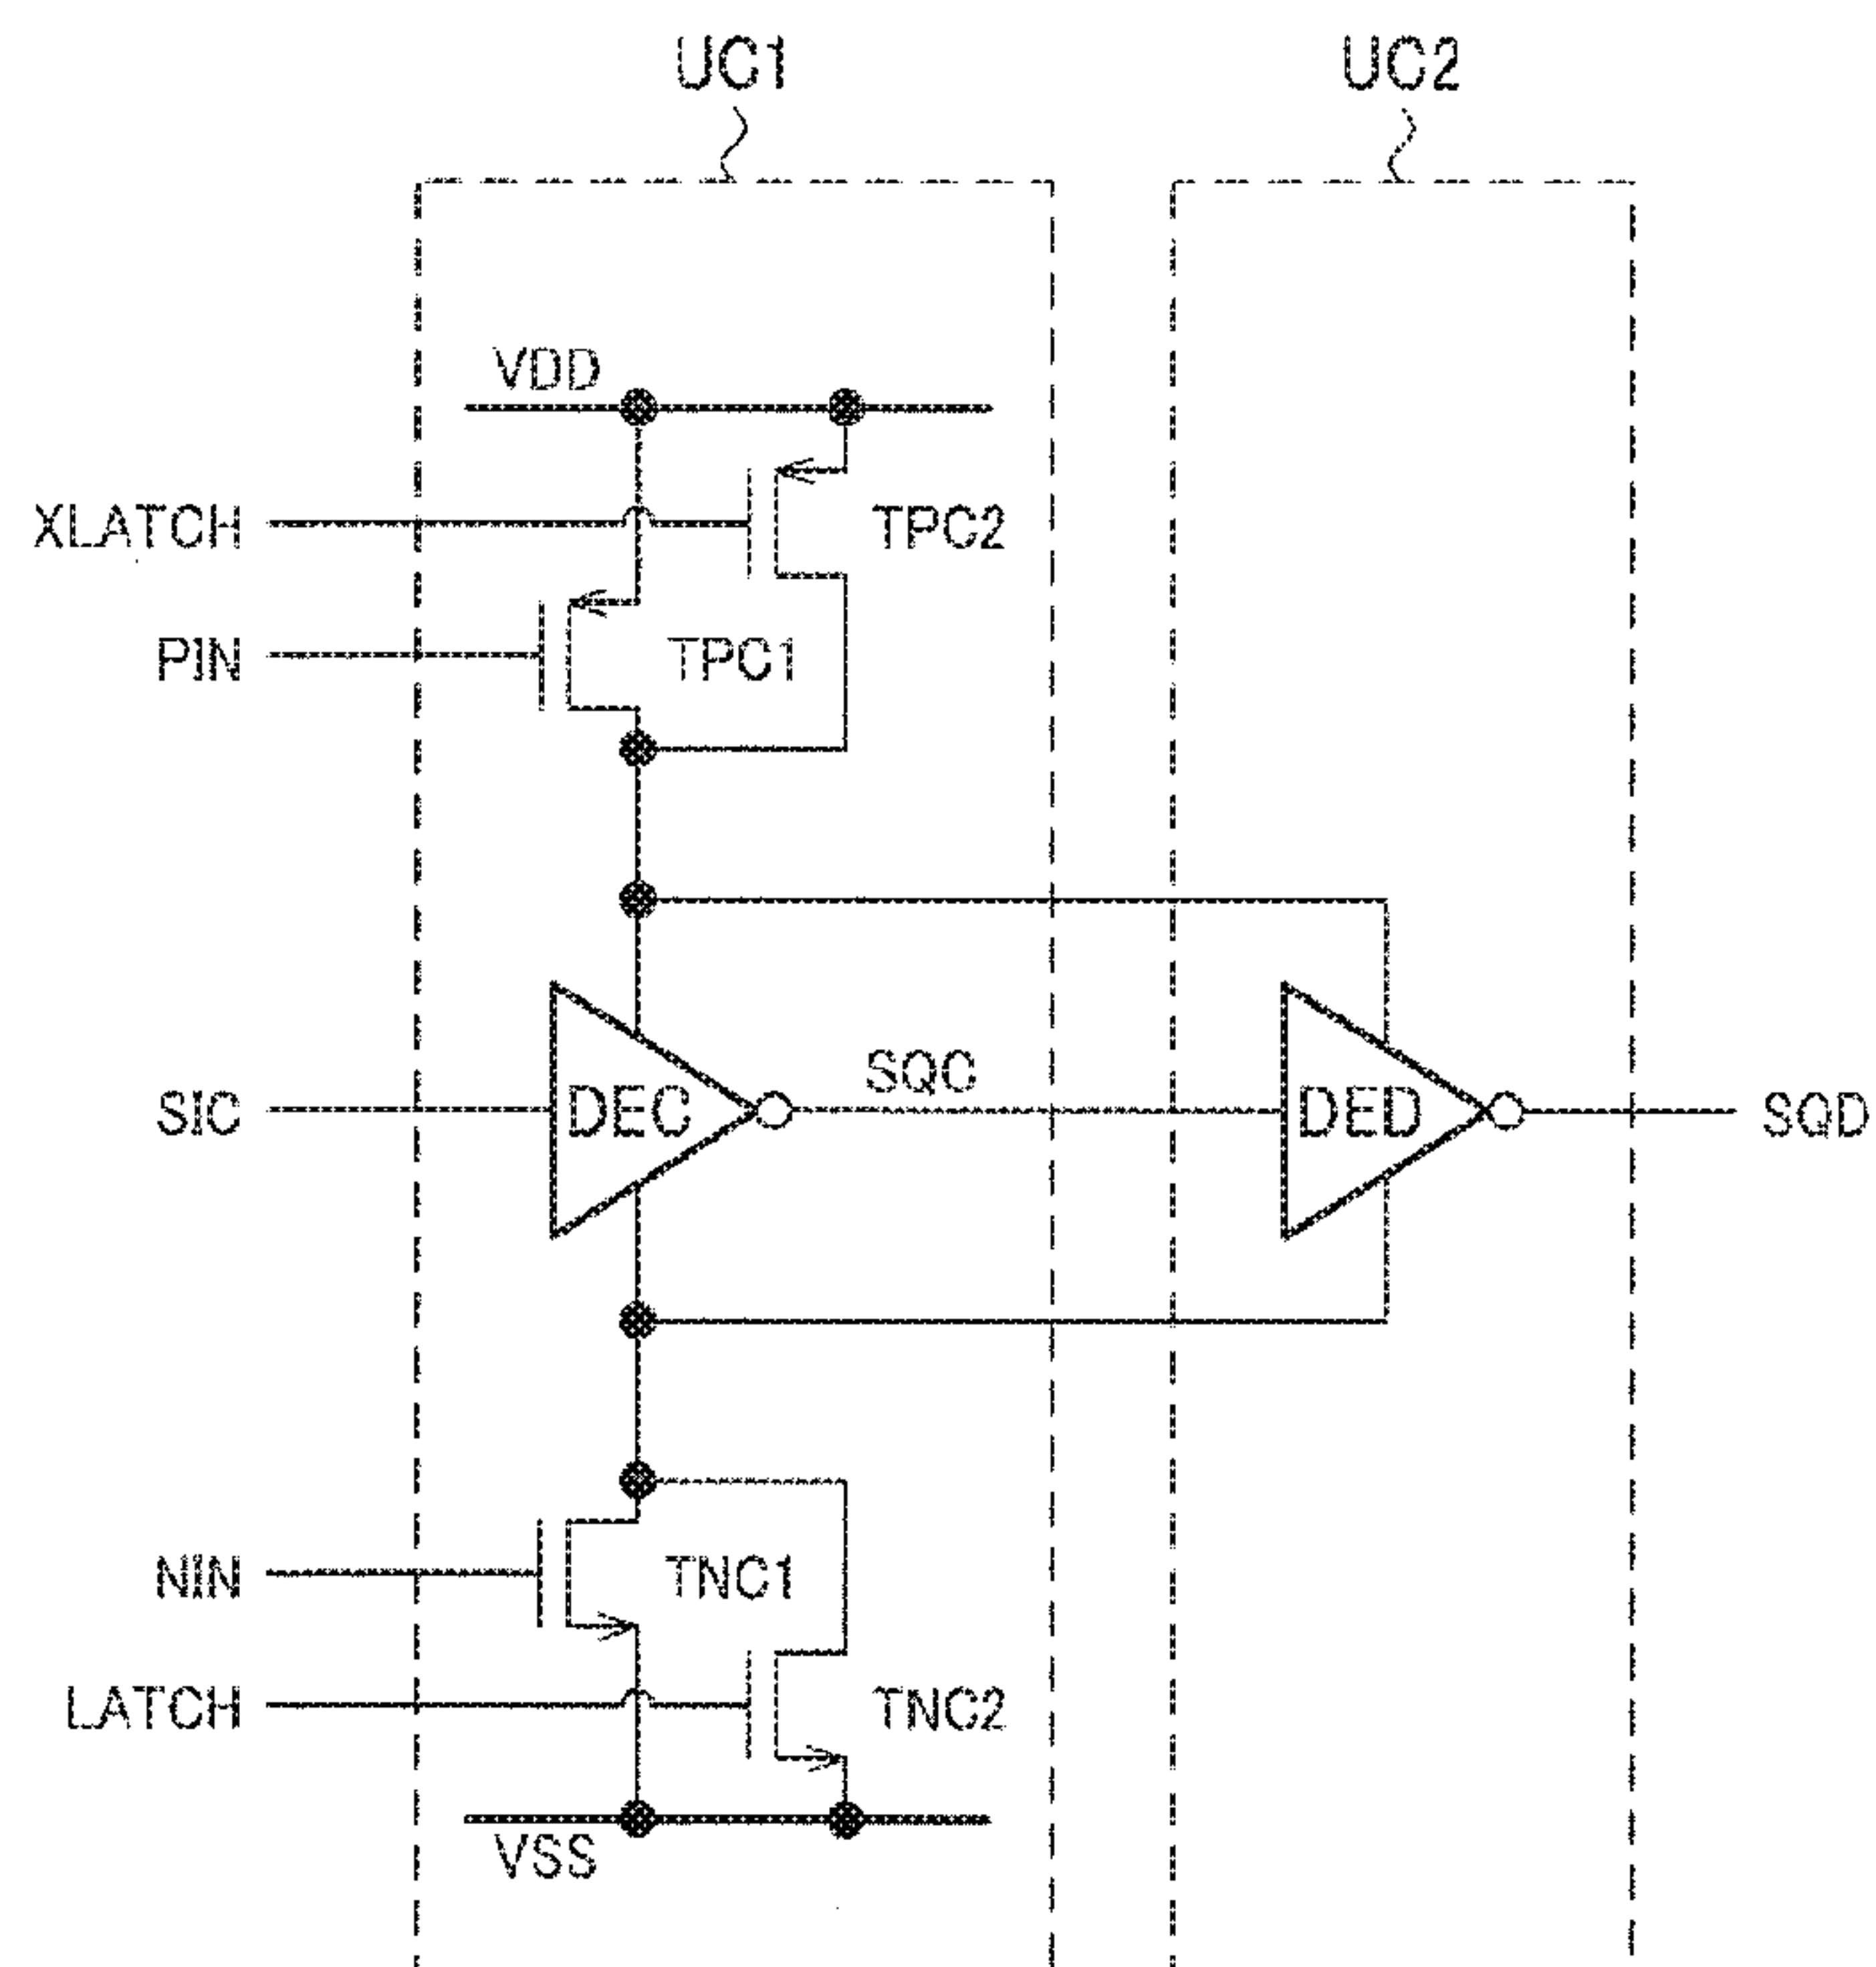 UC1
UC2
VDD
XLATCH
TPC2
PIN
TPC1
SIC
DEC
SQC
DED
SQD
NIN
TNC1
LATCH
TNC2
VSS